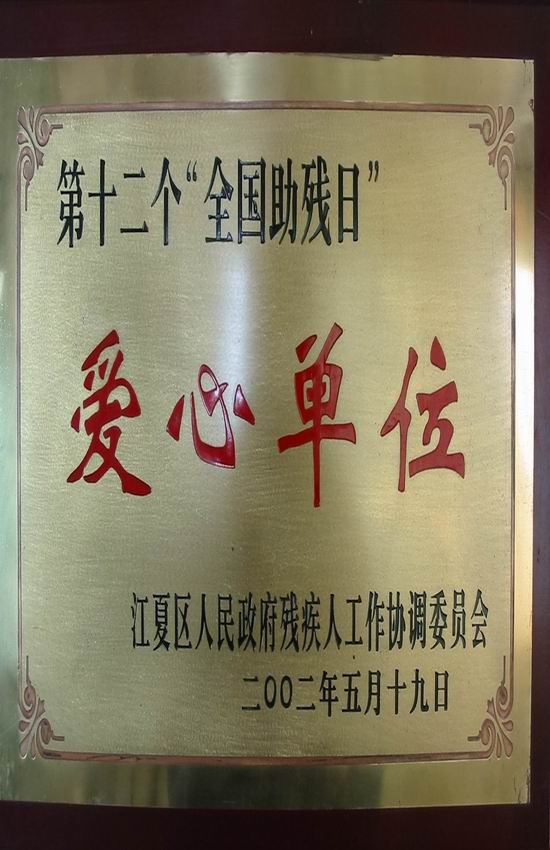 第十二个“全国助残日”
爱心单位
江夏区人民政府残疾人工作协调委员会
二〇〇二年五月十九日